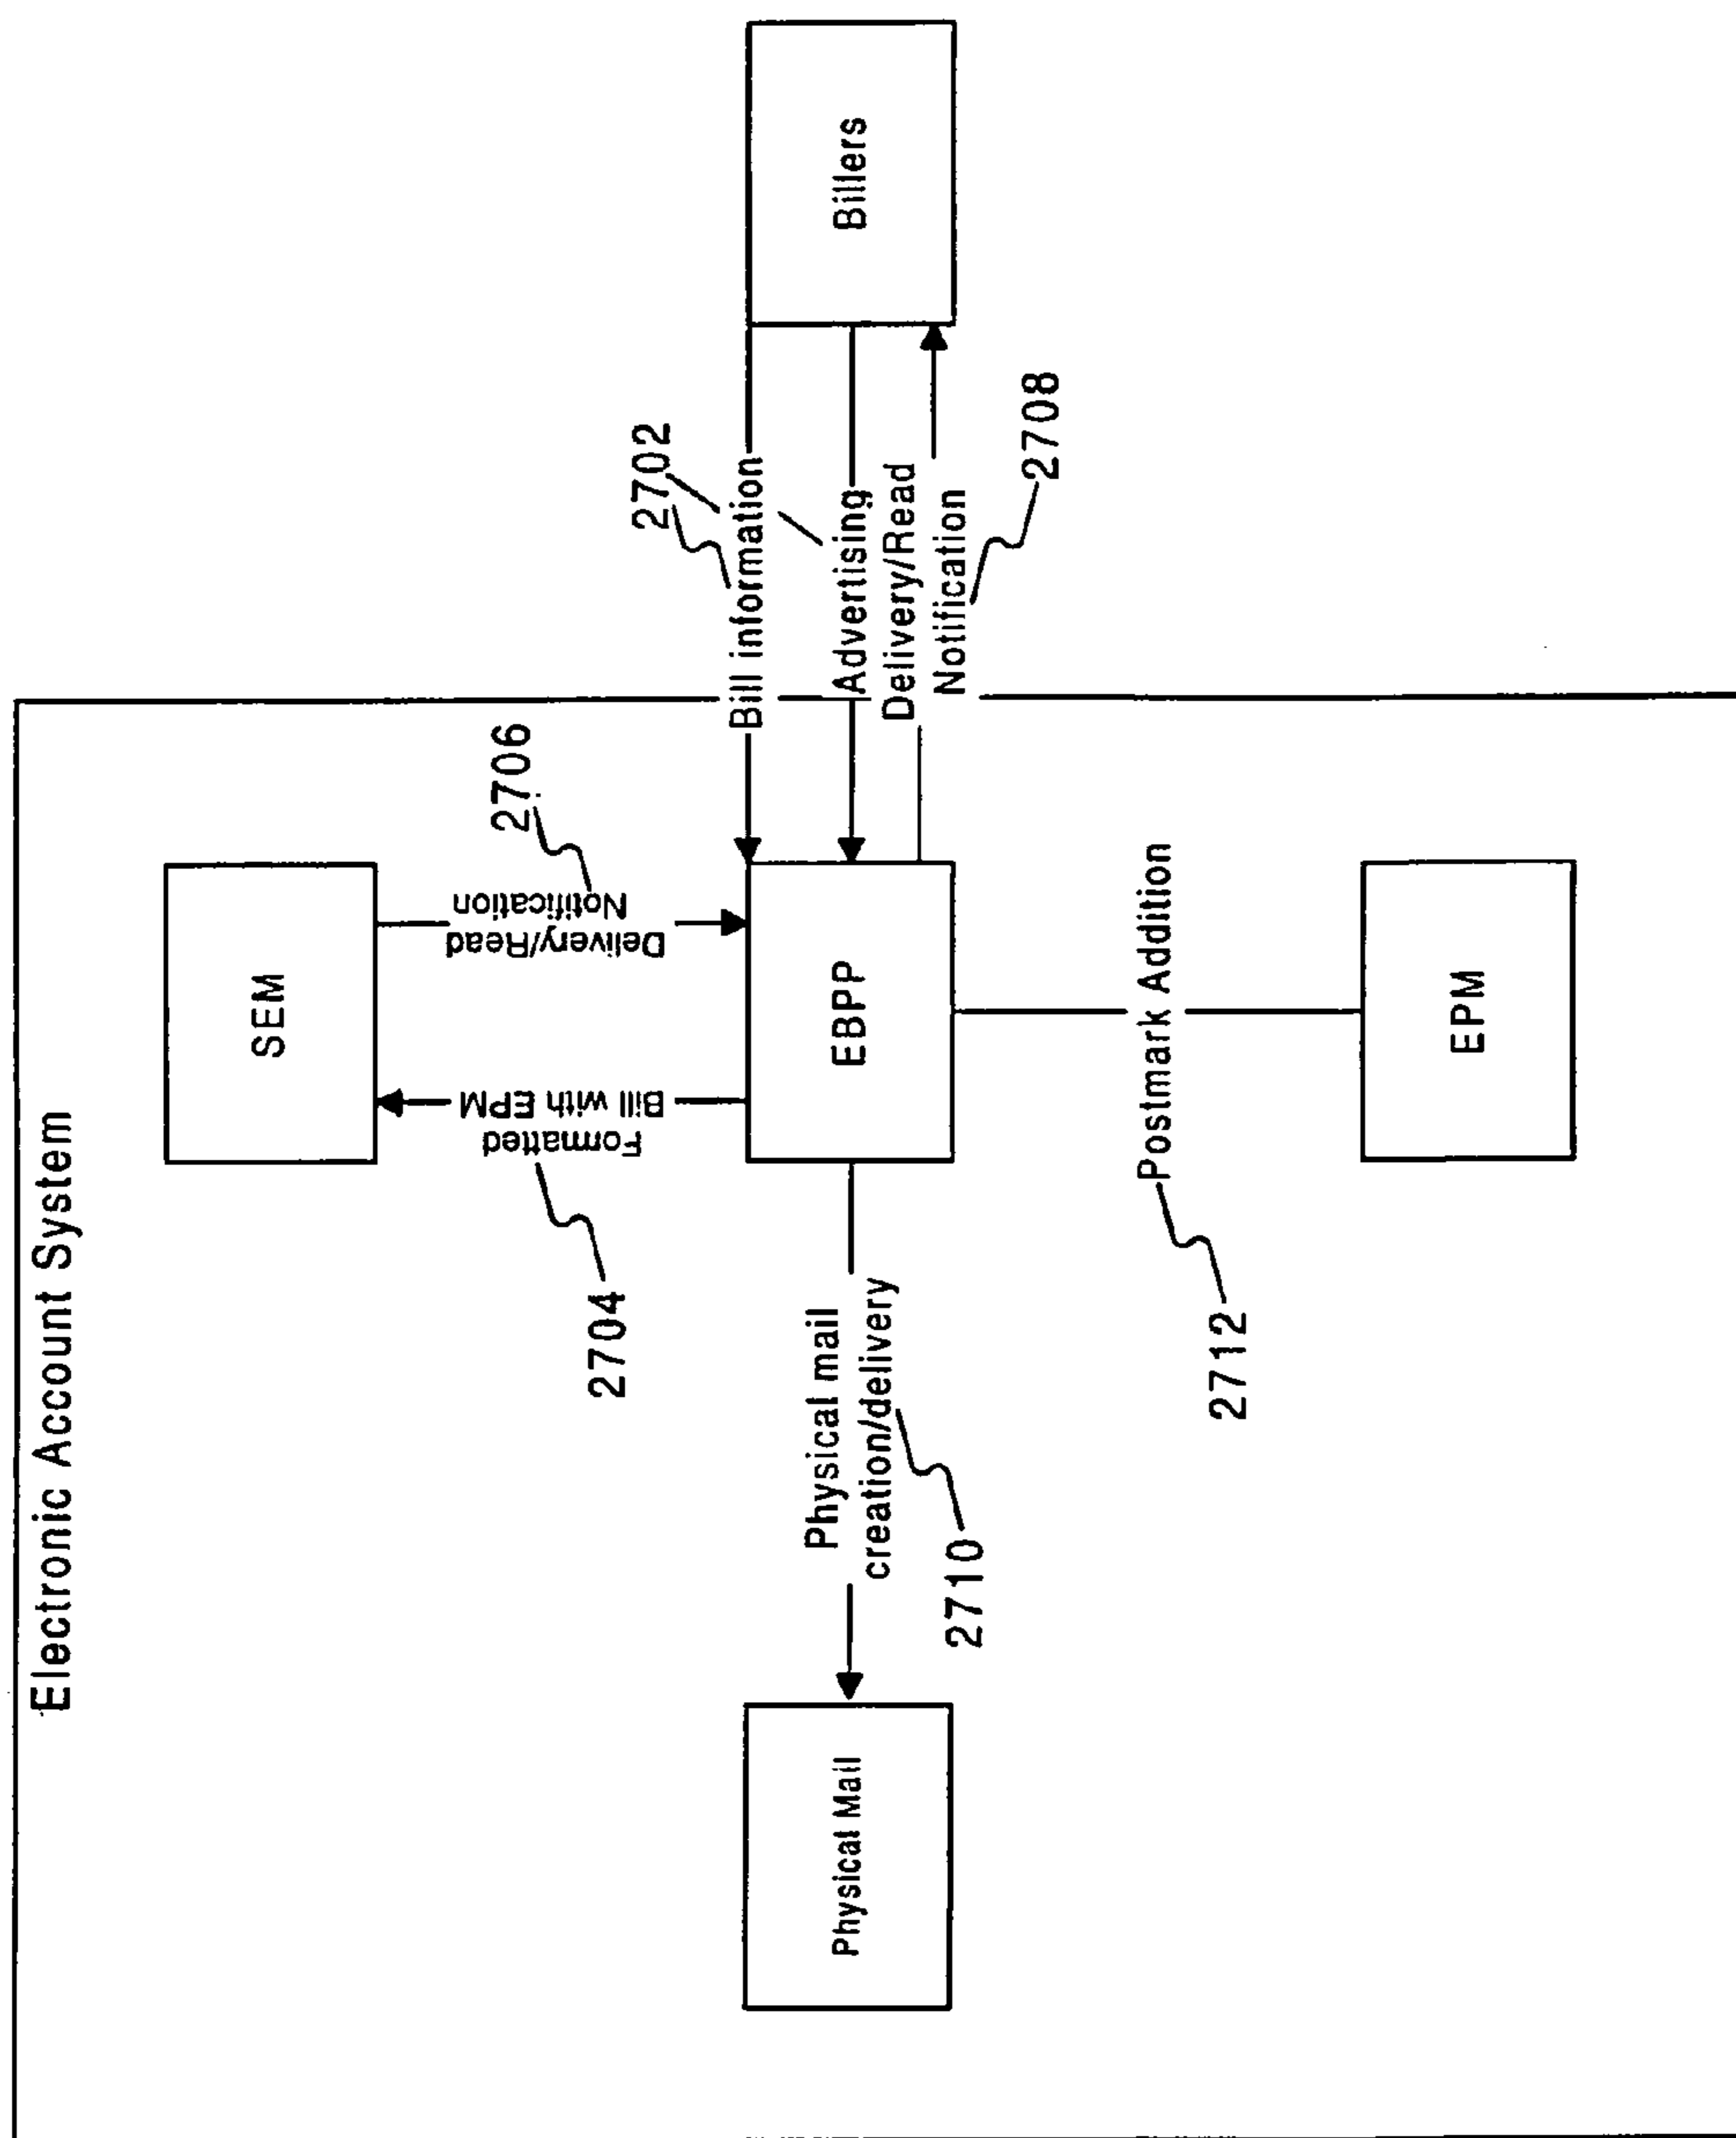 Electronic Account System
SEM
2706
Delivery/Read
Notification
2704
Formatted
Bill with EPM
2702
Bill information
Billers
Physical Mail
Physical mail
creation/delivery
2710
EBPP
Advertising
Delivery/Read
Notification
2708
Postmark Addition
2712
EPM